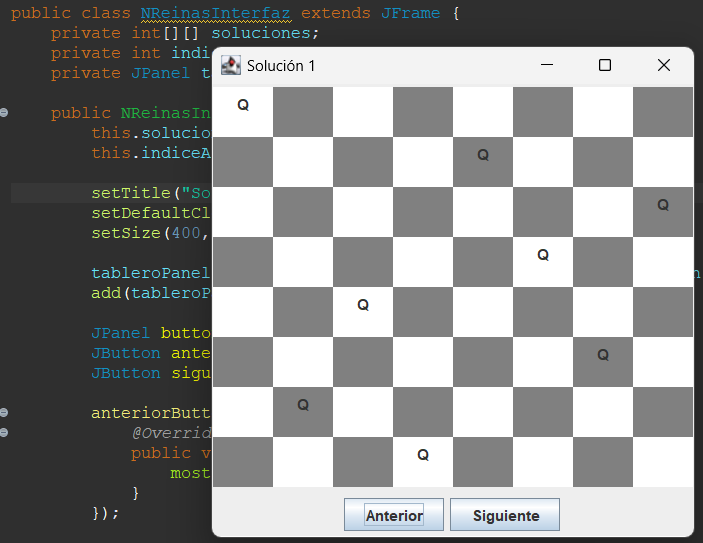 public class NReinasInterfaz extends JFrame {
private int[][] soluciones;
private int indi
private JPanel t
public NReinasIn
this.solucio
this.indiceA
setTitle("So
setDefaultCl
setSize(400,
tableroPanel
add(tableroP
JPanel butto
JButton ante
JButton sigu
anteriorButt
@Overrid
public v
most
}
});
Solución 1
Q
Q
Q
Q
Q
Q
Q
Q
Anterior Siguiente